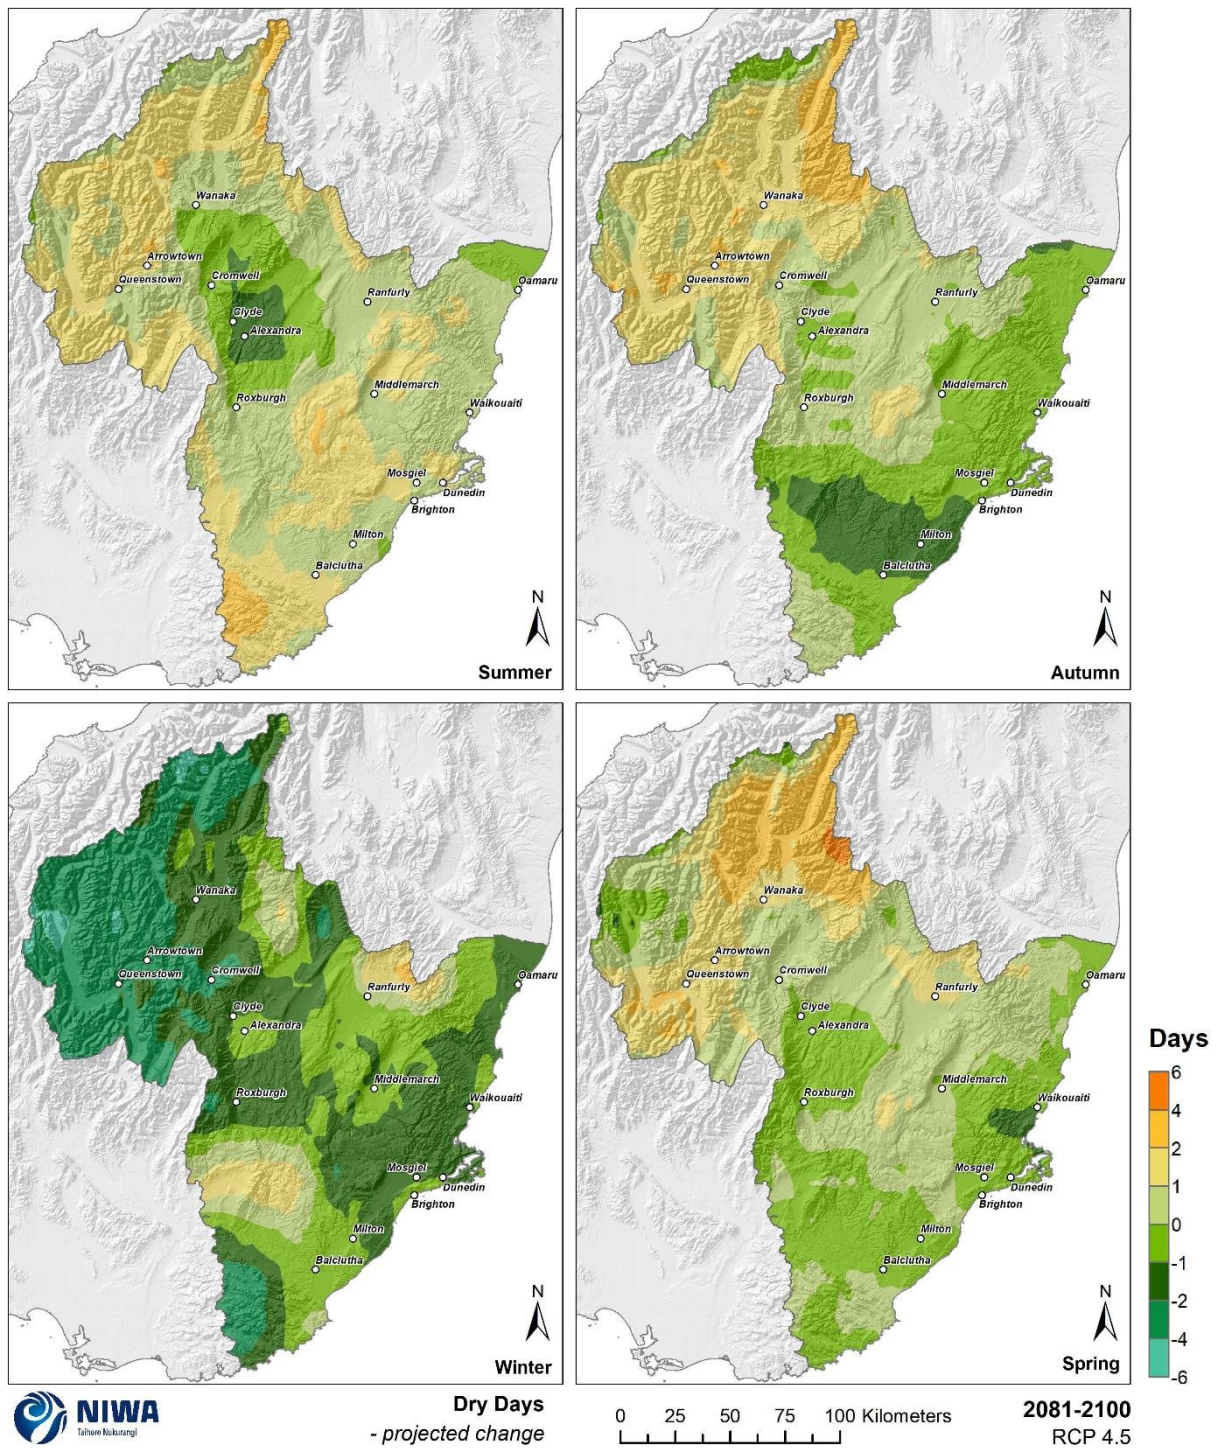 Wanaka
Arrowtown
Queenstown
Cromwell
Clyde
Alexandra
Ranfurly
Oamaru
Roxburgh
Middlemarch
Waikouaiti
Mosgiel
Dunedin
Brighton
Milton
Balclutha
N
Summer
Wanaka
Arrowtown
Queenstown
Cromwell
Clyde
Alexandra
Ranfurly
Oamaru
Roxburgh
Middlemarch
Waikouaiti
Mosgiel
Dunedin
Brighton
Milton
Balclutha
N
Autumn
Wanaka
Arrowtown
Queenstown
Cromwell
Clyde
Alexandra
Ranfurly
Oamaru
Roxburgh
Middlemarch
Waikouaiti
Mosgiel
Dunedin
Brighton
Milton
Balclutha
N
Winter
Wanaka
Arrowtown
Queenstown
Cromwell
Clyde
Alexandra
Ranfurly
Oamaru
Roxburgh
Middlemarch
Waikouaiti
Mosgiel
Dunedin
Brighton
Milton
Balclutha
N
Spring
Days
6
4
2
1
0
-1
-2
-4
-6
NIWA
Taihoro Nukurangi
Dry Days
- projected change
0 25 50 75 100 Kilometers
2081-2100
RCP 4.5